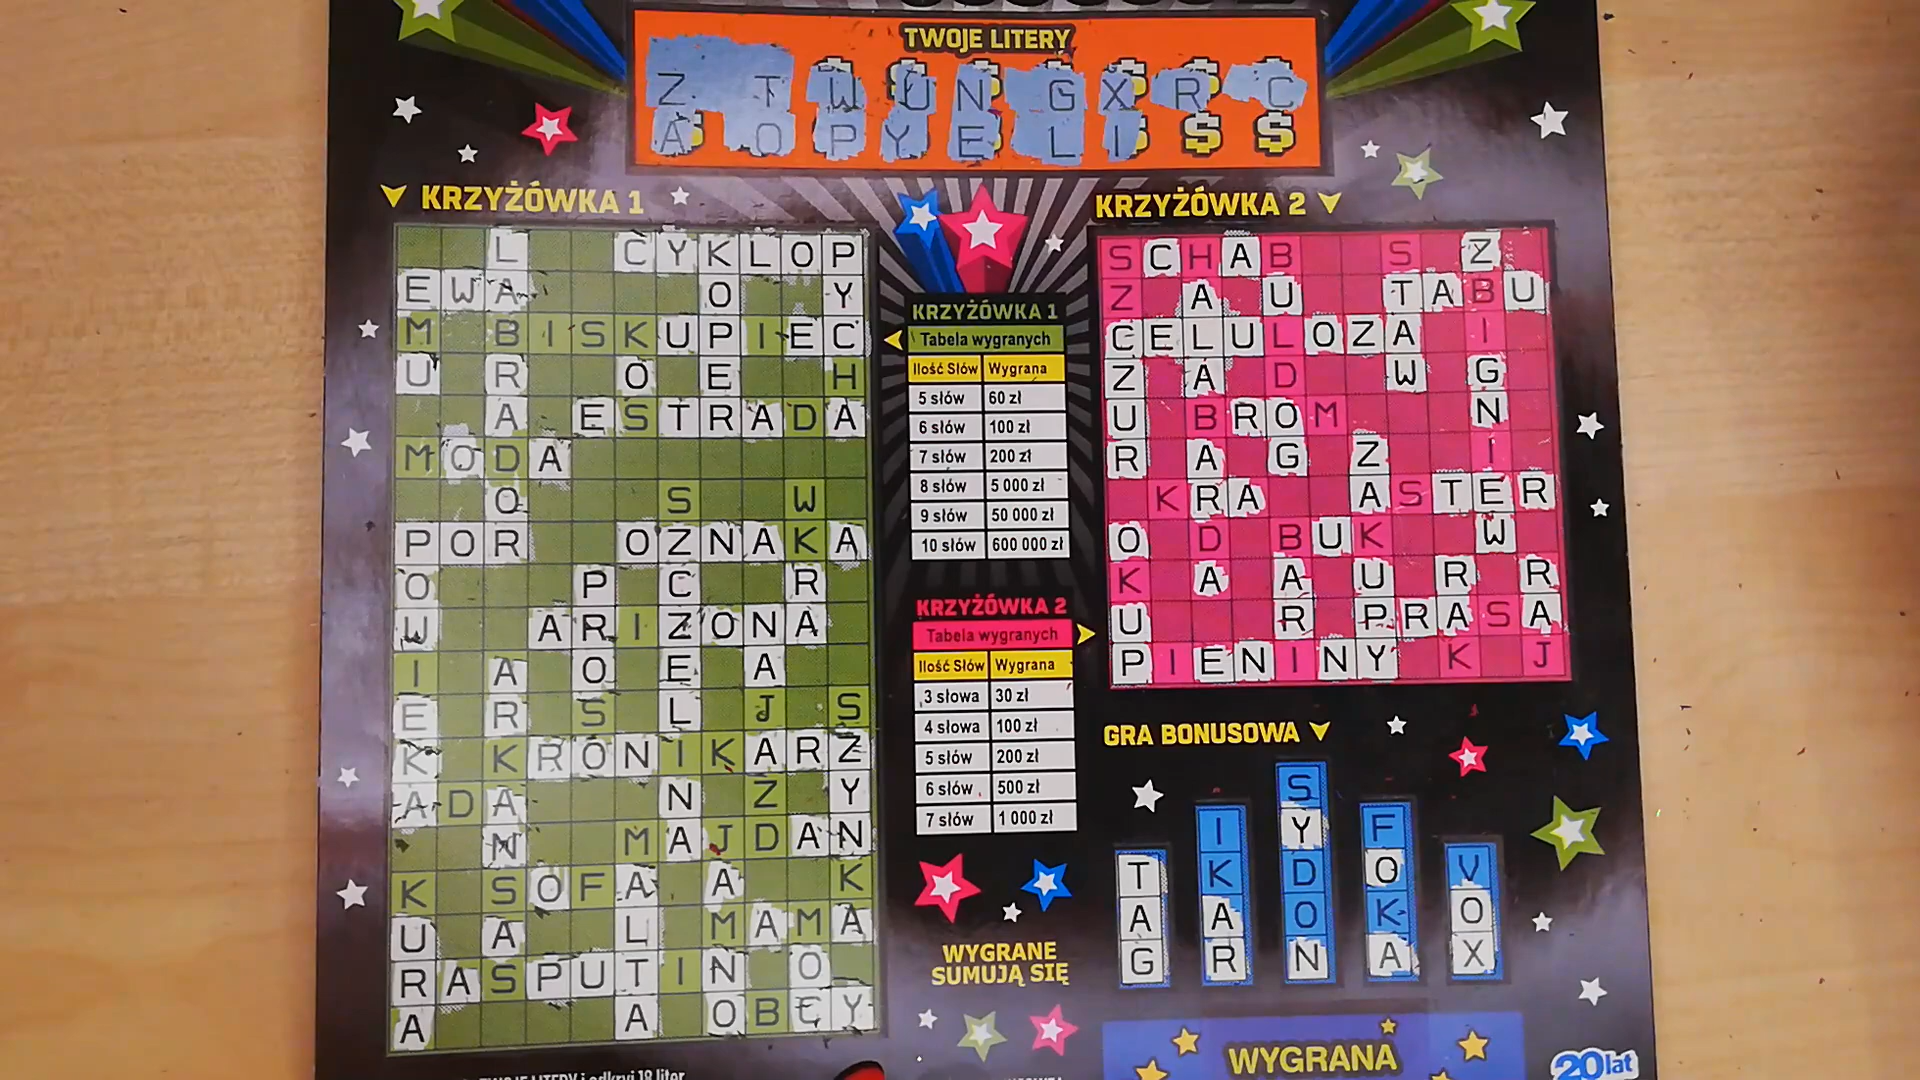 TWOJE LITERY
Z T W U N G X R C
A O P Y E L I
KRZYŻÓWKA 1
L CYKLOP
EWA O Y
M BISKUPIEC
U R O E H
A ESTRADA
MODA
O S W
POR OZNAKA
O P C R
W ARIZONA
I A O E A
E R S L J S
K KRONIKARZ
ADA N Z Y
N MAJDAN
K SOFA A K
U A L MAMA
RASPUTIN O
A A OBCY
KRZYŻÓWKA 1
Tabela wygranych
Ilość Słów Wygrana
5 słów 60 zł
6 słów 100 zł
7 słów 200 zł
8 słów 5 000 zł
9 słów 50 000 zł
10 słów 600 000 zł
KRZYŻÓWKA 2
Tabela wygranych
Ilość Słów Wygrana
3 słowa 30 zł
4 słowa 100 zł
5 słów 200 zł
6 słów 500 zł
7 słów 1 000 zł
WYGRANE
SUMUJĄ SIĘ
KRZYŻÓWKA 2
SCHAB S Z
Z A U TABU
CELULOZA I
Z A D W G
U BROM N
R A G Z I
KRA ASTER
O D BUK W
K A A U R R
U R PRASA
PIENINY K J
GRA BONUSOWA
TAG
IKAR
SYDON
FOKA
VOX
WYGRANA
20 lat
TWOJE LITERY i odkryj 18 liter